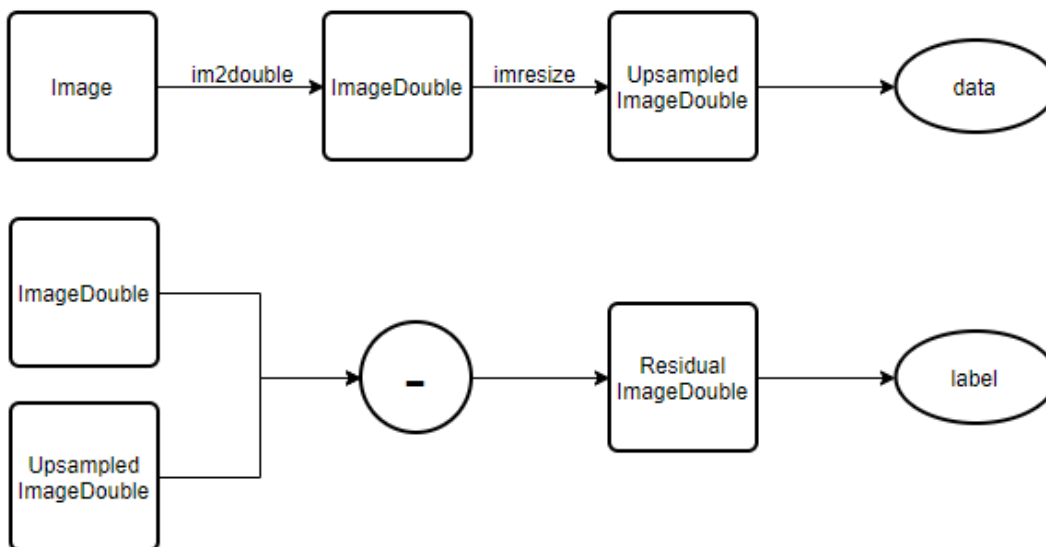 Image
im2double
ImageDouble
imresize
Upsampled
ImageDouble
data
ImageDouble
Upsampled
ImageDouble
-
Residual
ImageDouble
label